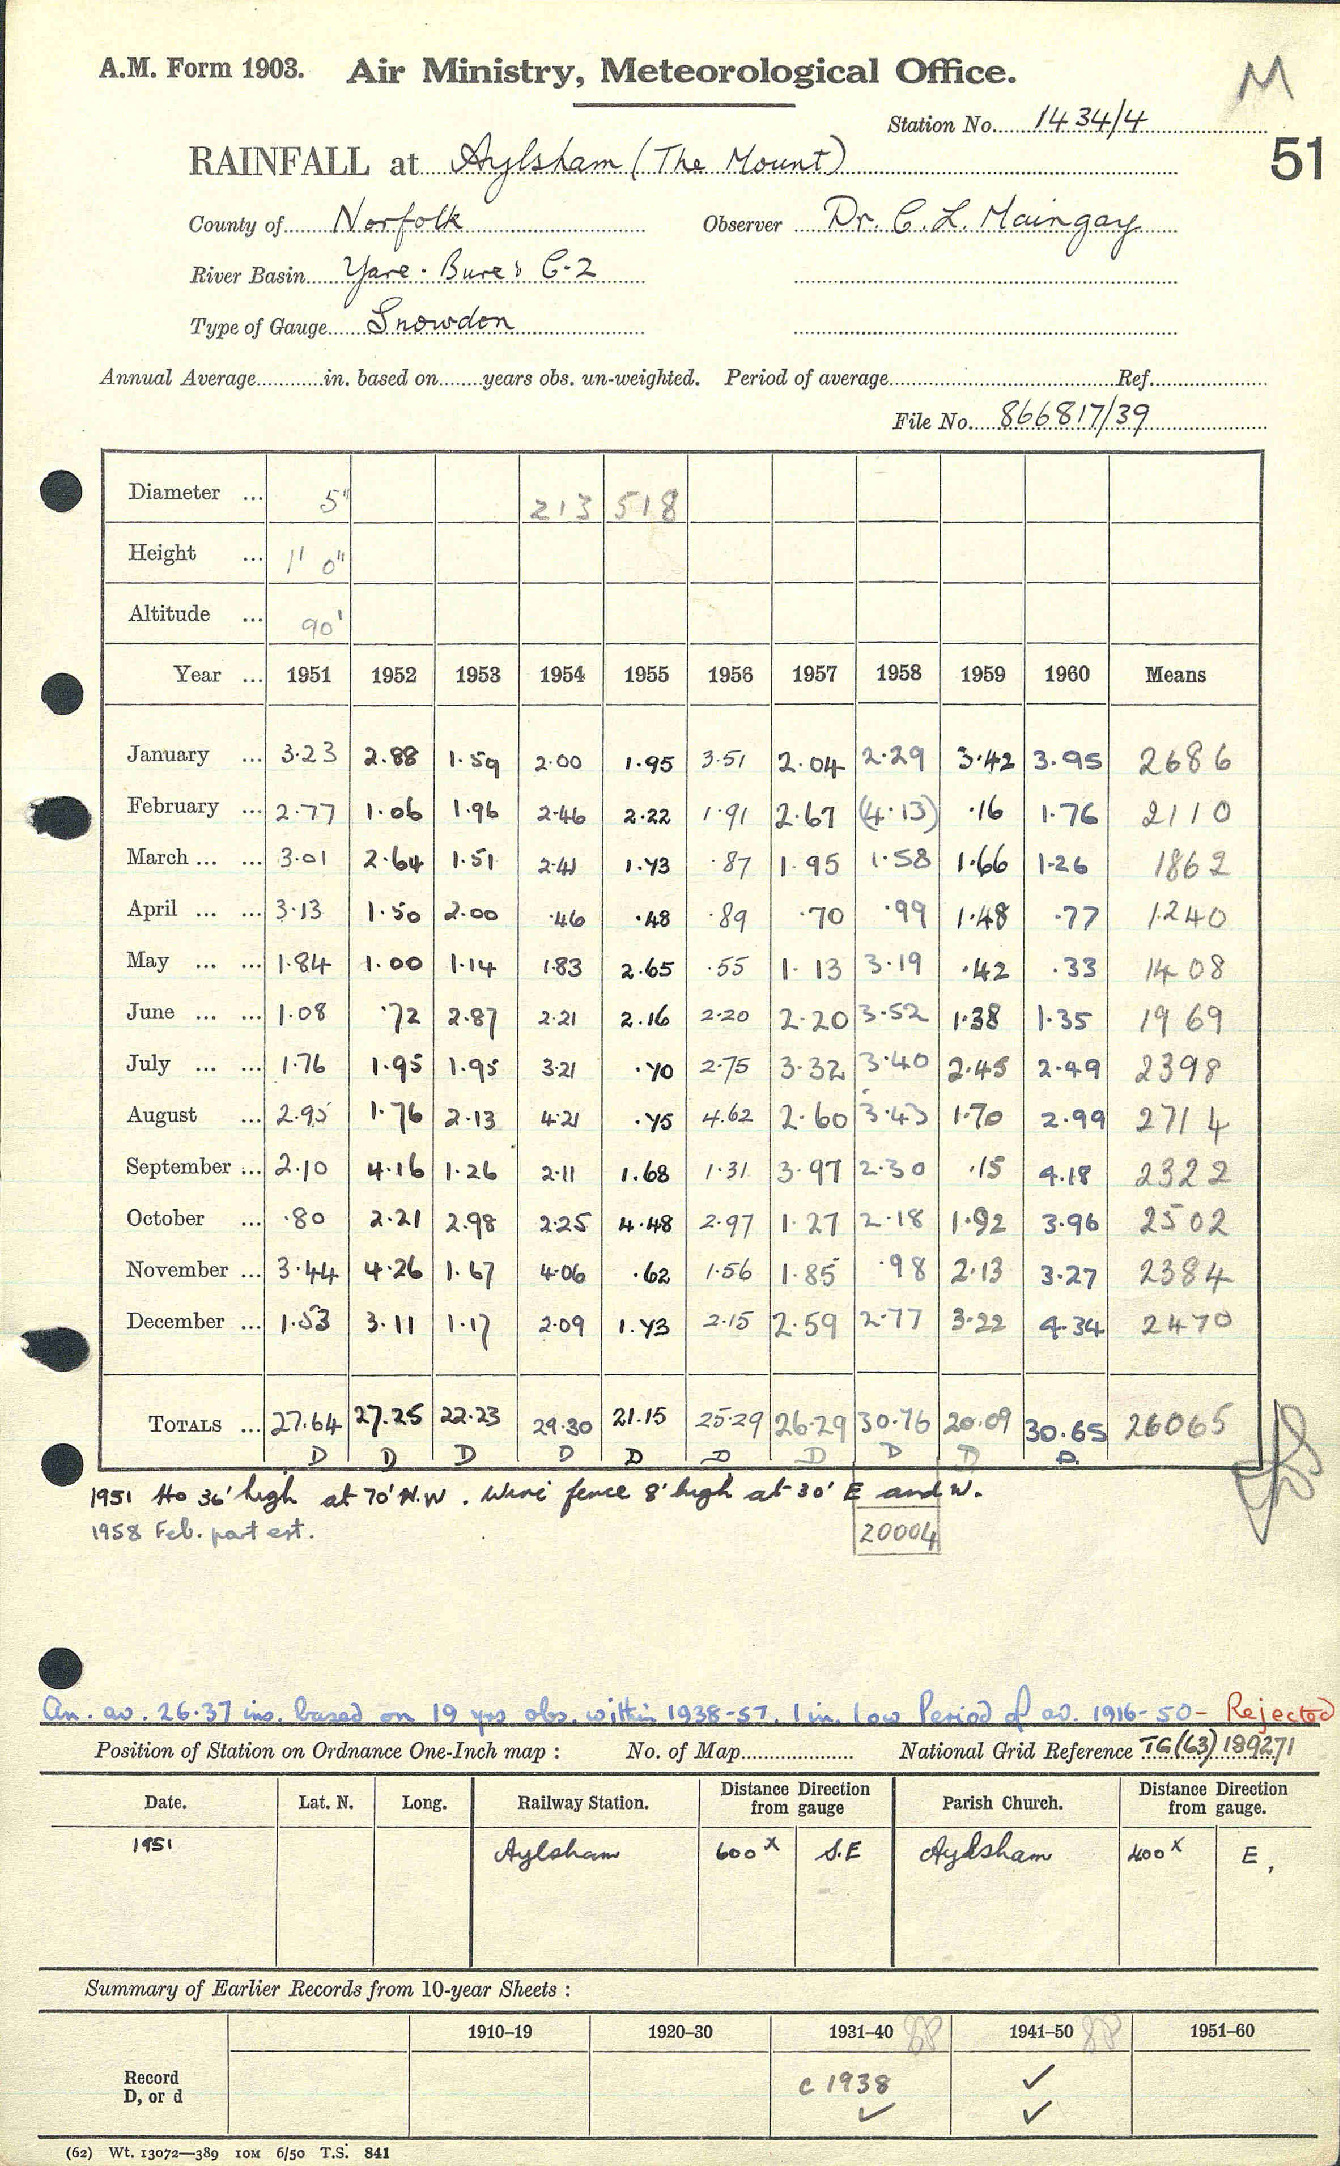 A.M. Form 1903. Air Ministry, Meteorological Office.
M
Station No. 1434/4
51
RAINFALL at Aylsham (The Mount)
County of Norfolk Observer Dr. C. L. Maingay
River Basin Yare. Bure: C-2
Type of Gauge Snowdon
Annual Average............in. based on........years obs. un-weighted. Period of average........ Ref........
File No. 866817/39
Diameter ... 5" 213 518
Height ... 1' 0"
Altitude ... 90'
Year ... 1951 1952 1953 1954 1955 1956 1957 1958 1959 1960 Means
January ... 3.23 2.88 1.59 2.00 1.95 3.51 2.04 2.29 3.42 3.95 2686
February ... 2.77 1.06 1.96 2.46 2.22 1.91 2.67 (4.13) .16 1.76 2110
March ... ... 3.01 2.64 1.51 2.41 1.43 .87 1.95 1.58 1.66 1.26 1862
April ... ... 3.13 1.50 2.00 .46 .48 .89 .70 .99 1.48 .77 1240
May ... ... 1.84 1.00 1.14 1.83 2.65 .55 1.13 3.19 .42 .33 1408
June ... ... 1.08 .72 2.87 2.21 2.16 2.20 2.20 3.52 1.38 1.35 1969
July ... ... 1.76 1.95 1.95 3.21 .70 2.75 3.32 3.40 2.45 2.49 2398
August ... 2.95 1.76 2.13 4.21 .75 4.62 2.60 3.43 1.70 2.99 2714
September ... 2.10 4.16 1.26 2.11 1.68 1.31 3.97 2.30 .15 4.18 2322
October ... .80 2.21 2.98 2.25 4.48 2.97 1.27 2.18 1.92 3.96 2502
November ... 3.44 4.26 1.67 4.06 .62 1.56 1.85 .98 2.13 3.27 2384
December ... 1.53 3.11 1.17 2.09 1.73 2.15 2.59 2.77 3.22 4.34 2470
TOTALS ... 27.64 27.25 22.23 29.30 21.15 25.29 26.29 30.76 20.09 30.65 26065
D D D D D D D D D D
1951 Ho 36' high at 70' N.W. Wire fence 8' high at 30' E and W.
1958 Feb. part est.
20004
An. av. 26.37 ins. based on 19 yrs obs. within 1938-57. 1 in. low Period of av. 1916-50 - Rejected
Position of Station on Ordnance One-Inch map : No. of Map.................... National Grid Reference TG(63) 189271
Date. Lat. N. Long. Railway Station. Distance Direction from gauge Parish Church. Distance Direction from gauge.
1951 Aylsham 600x S.E Aylsham 400x E,
Summary of Earlier Records from 10-year Sheets :
1910–19 1920–30 1931–40 88 1941–50 88 1951–60
Record D, or d c 1938 ✓ ✓
✓
(62) Wt. 13072—389 10M 6/50 T.S. 841